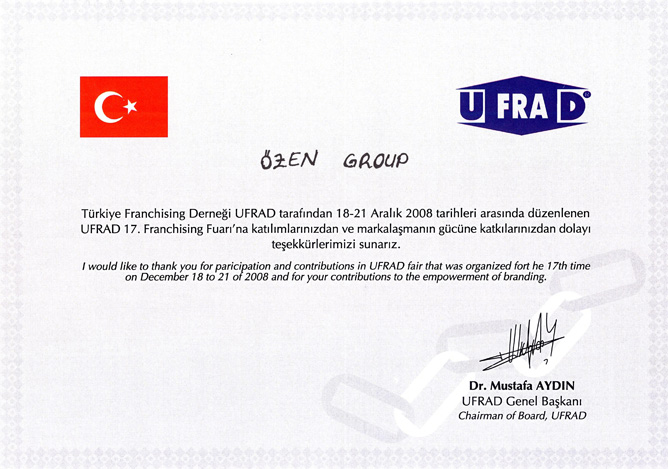 U FRA D
ÖZEN GROUP
Türkiye Franchising Derneği UFRAD tarafından 18-21 Aralık 2008 tarihleri arasında düzenlenen
UFRAD 17. Franchising Fuarı'na katılımlarınızdan ve markalaşmanın gücüne katkılarınızdan dolayı
teşekkürlerimizi sunarız.
I would like to thank you for paricipation and contributions in UFRAD fair that was organized fort he 17th time
on December 18 to 21 of 2008 and for your contributions to the empowerment of branding.
Dr. Mustafa AYDIN
UFRAD Genel Başkanı
Chairman of Board, UFRAD